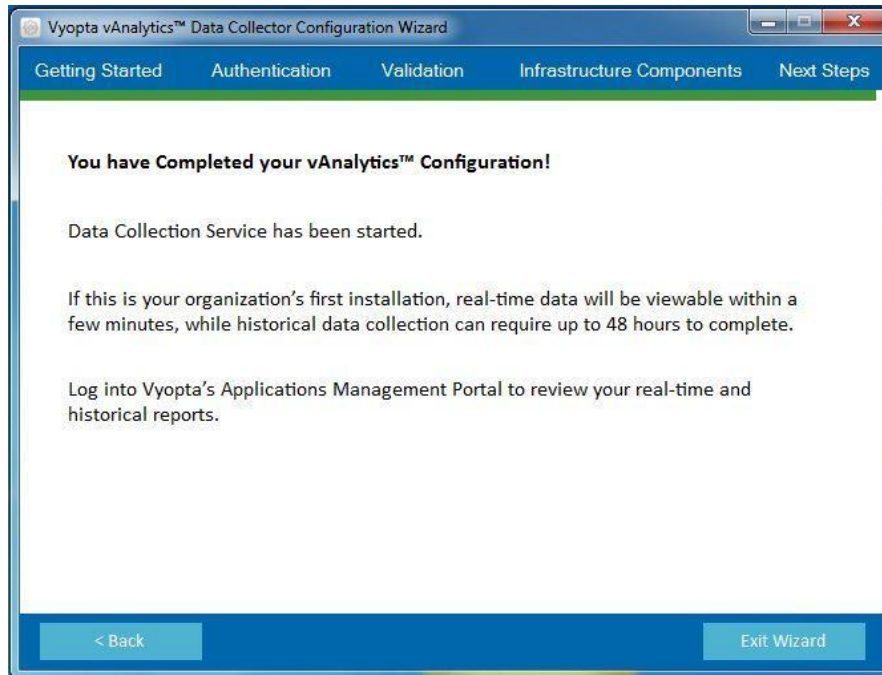 Vyopta vAnalytics™ Data Collector Configuration Wizard
Getting Started Authentication Validation Infrastructure Components Next Steps
You have Completed your vAnalytics™ Configuration!
Data Collection Service has been started.
If this is your organization's first installation, real-time data will be viewable within a
few minutes, while historical data collection can require up to 48 hours to complete.
Log into Vyopta's Applications Management Portal to review your real-time and
historical reports.
< Back Exit Wizard